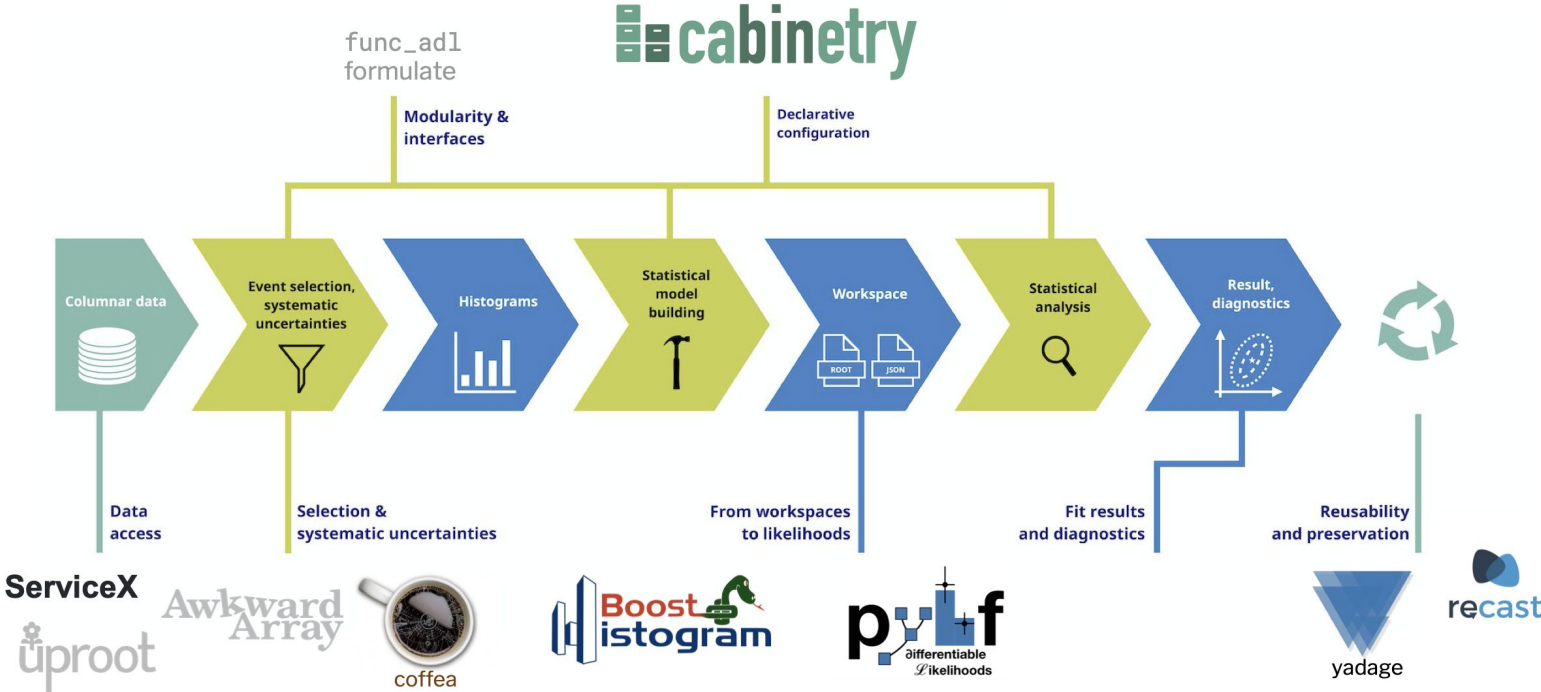 func_adl
formulate
cabinetry
Modularity &
interfaces
Declarative
configuration
Columnar data
Event selection,
systematic
uncertainties
Histograms
Statistical
model
building
Workspace
ROOT
JSON
Statistical
analysis
Result,
diagnostics
Data
access
Selection &
systematic uncertainties
From workspaces
to likelihoods
Fit results
and diagnostics
Reusability
and preservation
ServiceX
uproot
Awkward
Array
coffea
Boost
istogram
pyhf
∂ifferentiable
ℒikelihoods
yadage
recast